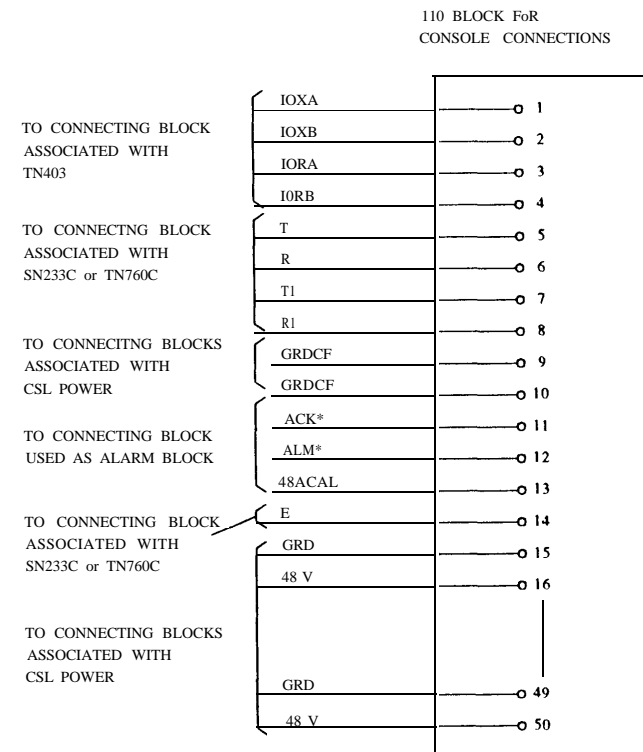 110 BLOCK FoR
CONSOLE CONNECTIONS
TO CONNECTING BLOCK
ASSOCIATED WITH
TN403
IOXA 1
IOXB 2
IORA 3
I0RB 4
TO CONNECTNG BLOCK
ASSOCIATED WITH
SN233C or TN760C
T 5
R 6
T1 7
R1 8
TO CONNECITNG BLOCKS
ASSOCIATED WITH
CSL POWER
GRDCF 9
GRDCF 10
TO CONNECTING BLOCK
USED AS ALARM BLOCK
ACK* 11
ALM* 12
48ACAL 13
TO CONNECTING BLOCK
ASSOCIATED WITH
SN233C or TN760C
E 14
TO CONNECTING BLOCKS
ASSOCIATED WITH
CSL POWER
GRD 15
48 V 16
GRD 49
48 V 50